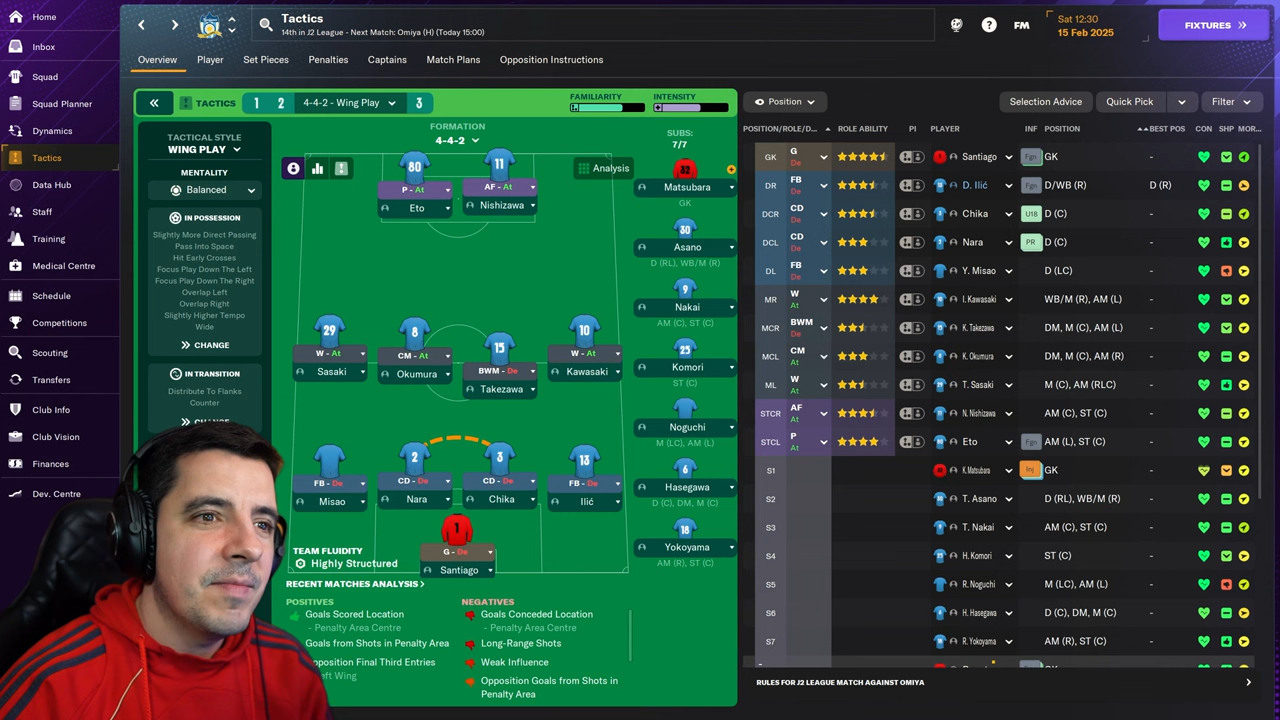 Home
Inbox
Squad
Squad Planner
Dynamics
Tactics
Data Hub
Staff
Training
Medical Centre
Schedule
Competitions
Scouting
Transfers
Club Info
Club Vision
Finances
Dev. Centre
Tactics
14th in J2 League - Next Match: Omiya (H) (Today 15:00)
FM
Sat 12:30
15 Feb 2025
FIXTURES
Overview Player Set Pieces Penalties Captains Match Plans Opposition Instructions
TACTICS 1 2 4-4-2 - Wing Play 3
FAMILIARITY INTENSITY
TACTICAL STYLE
WING PLAY
MENTALITY
Balanced
IN POSSESSION
Slightly More Direct Passing
Pass Into Space
Hit Early Crosses
Focus Play Down The Left
Focus Play Down The Right
Overlap Left
Overlap Right
Slightly Higher Tempo
Wide
CHANGE
IN TRANSITION
Distribute To Flanks
Counter
FORMATION
4-4-2
Analysis
80 11
P - At AF - At
Eto Nishizawa
29 8 15 10
W - At CM - At BWM - De W - At
Sasaki Okumura Takezawa Kawasaki
2 3 13
FB - De CD - De CD - De FB - De
Misao Nara Chika Ilić
1
G - De
Santiago
TEAM FLUIDITY
Highly Structured
RECENT MATCHES ANALYSIS
POSITIVES
Goals Scored Location
- Penalty Area Centre
Goals from Shots in Penalty Area
Opposition Final Third Entries
NEGATIVES
Goals Conceded Location
- Penalty Area Centre
Long-Range Shots
Weak Influence
Opposition Goals from Shots in
Penalty Area
SUBS:
7/7
32
Matsubara
GK
30
Asano
D (RL), WB/M (R)
9
Nakai
AM (C), ST (C)
25
Komori
ST (C)
Noguchi
M (LC), AM (L)
6
Hasegawa
D (C), DM, M (C)
18
Yokoyama
AM (R), ST (C)
Position Selection Advice Quick Pick Filter
POSITION/ROLE/D... ROLE ABILITY PI PLAYER INF POSITION BEST POS CON SHP MOR...
GK G De Santiago Fgn GK
DR FB De D. Ilić Fgn D/WB (R) D (R)
DCR CD De Chika U18 D (C) -
DCL CD De Nara PR D (C) -
DL FB De Y. Misao D (LC) -
MR W At I. Kawasaki WB/M (R), AM (L) -
MCR BWM De K. Takezawa DM, M (C), AM (L) -
MCL CM At K. Okumura DM, M (C), AM (R) -
ML W At T. Sasaki M (C), AM (RLC) -
STCR AF At N. Nishizawa AM (C), ST (C) -
STCL P At Eto Fgn AM (L), ST (C) -
S1 K. Matsubara Inj GK -
S2 T. Asano D (RL), WB/M (R) -
S3 T. Nakai AM (C), ST (C) -
S4 H. Komori ST (C) -
S5 R. Noguchi M (LC), AM (L) -
S6 H. Hasegawa D (C), DM, M (C) -
S7 R. Yokoyama AM (R), ST (C) -
RULES FOR J2 LEAGUE MATCH AGAINST OMIYA